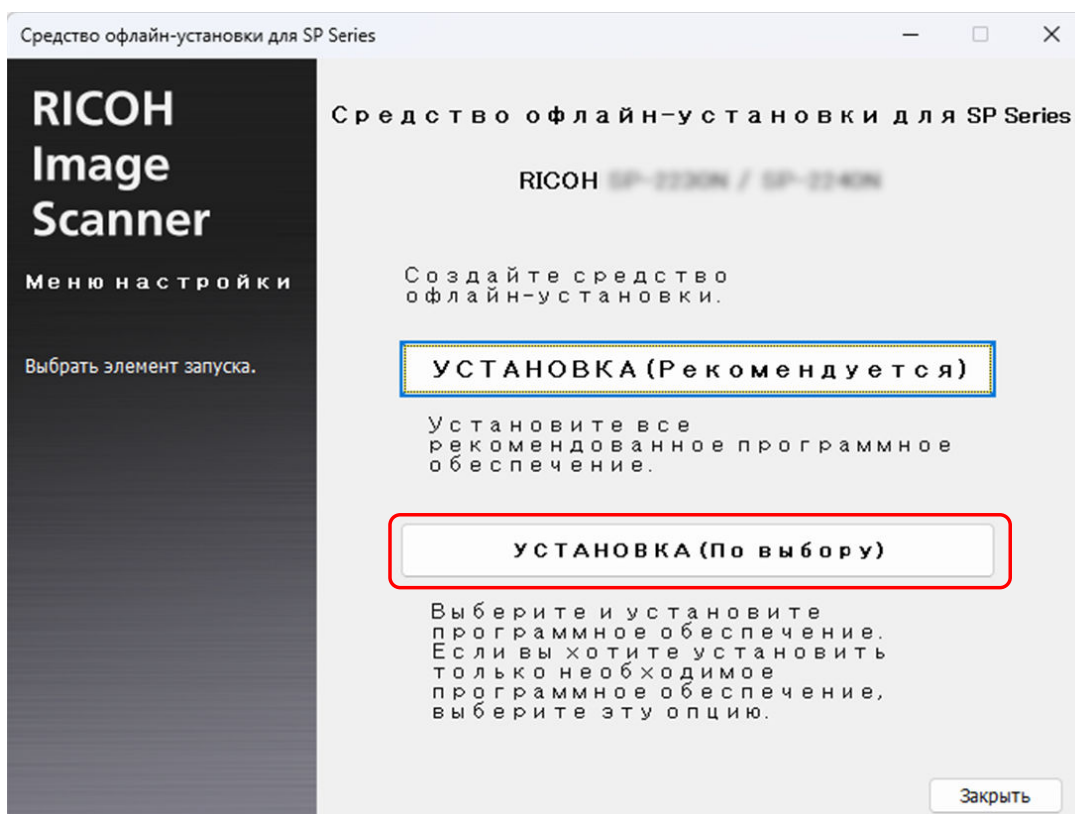 Средство офлайн-установки для SP Series
RICOH
Image
Scanner
Меню настройки
Выбрать элемент запуска.
Средство офлайн-установки для SP Series
RICOH
Создайте средство
офлайн-установки.
УСТАНОВКА(Рекомендуется)
Установите все
рекомендованное программное
обеспечение.
УСТАНОВКА(По выбору)
Выберите и установите
программное обеспечение.
Если вы хотите установить
только необходимое
программное обеспечение,
выберите эту опцию.
Закрыть